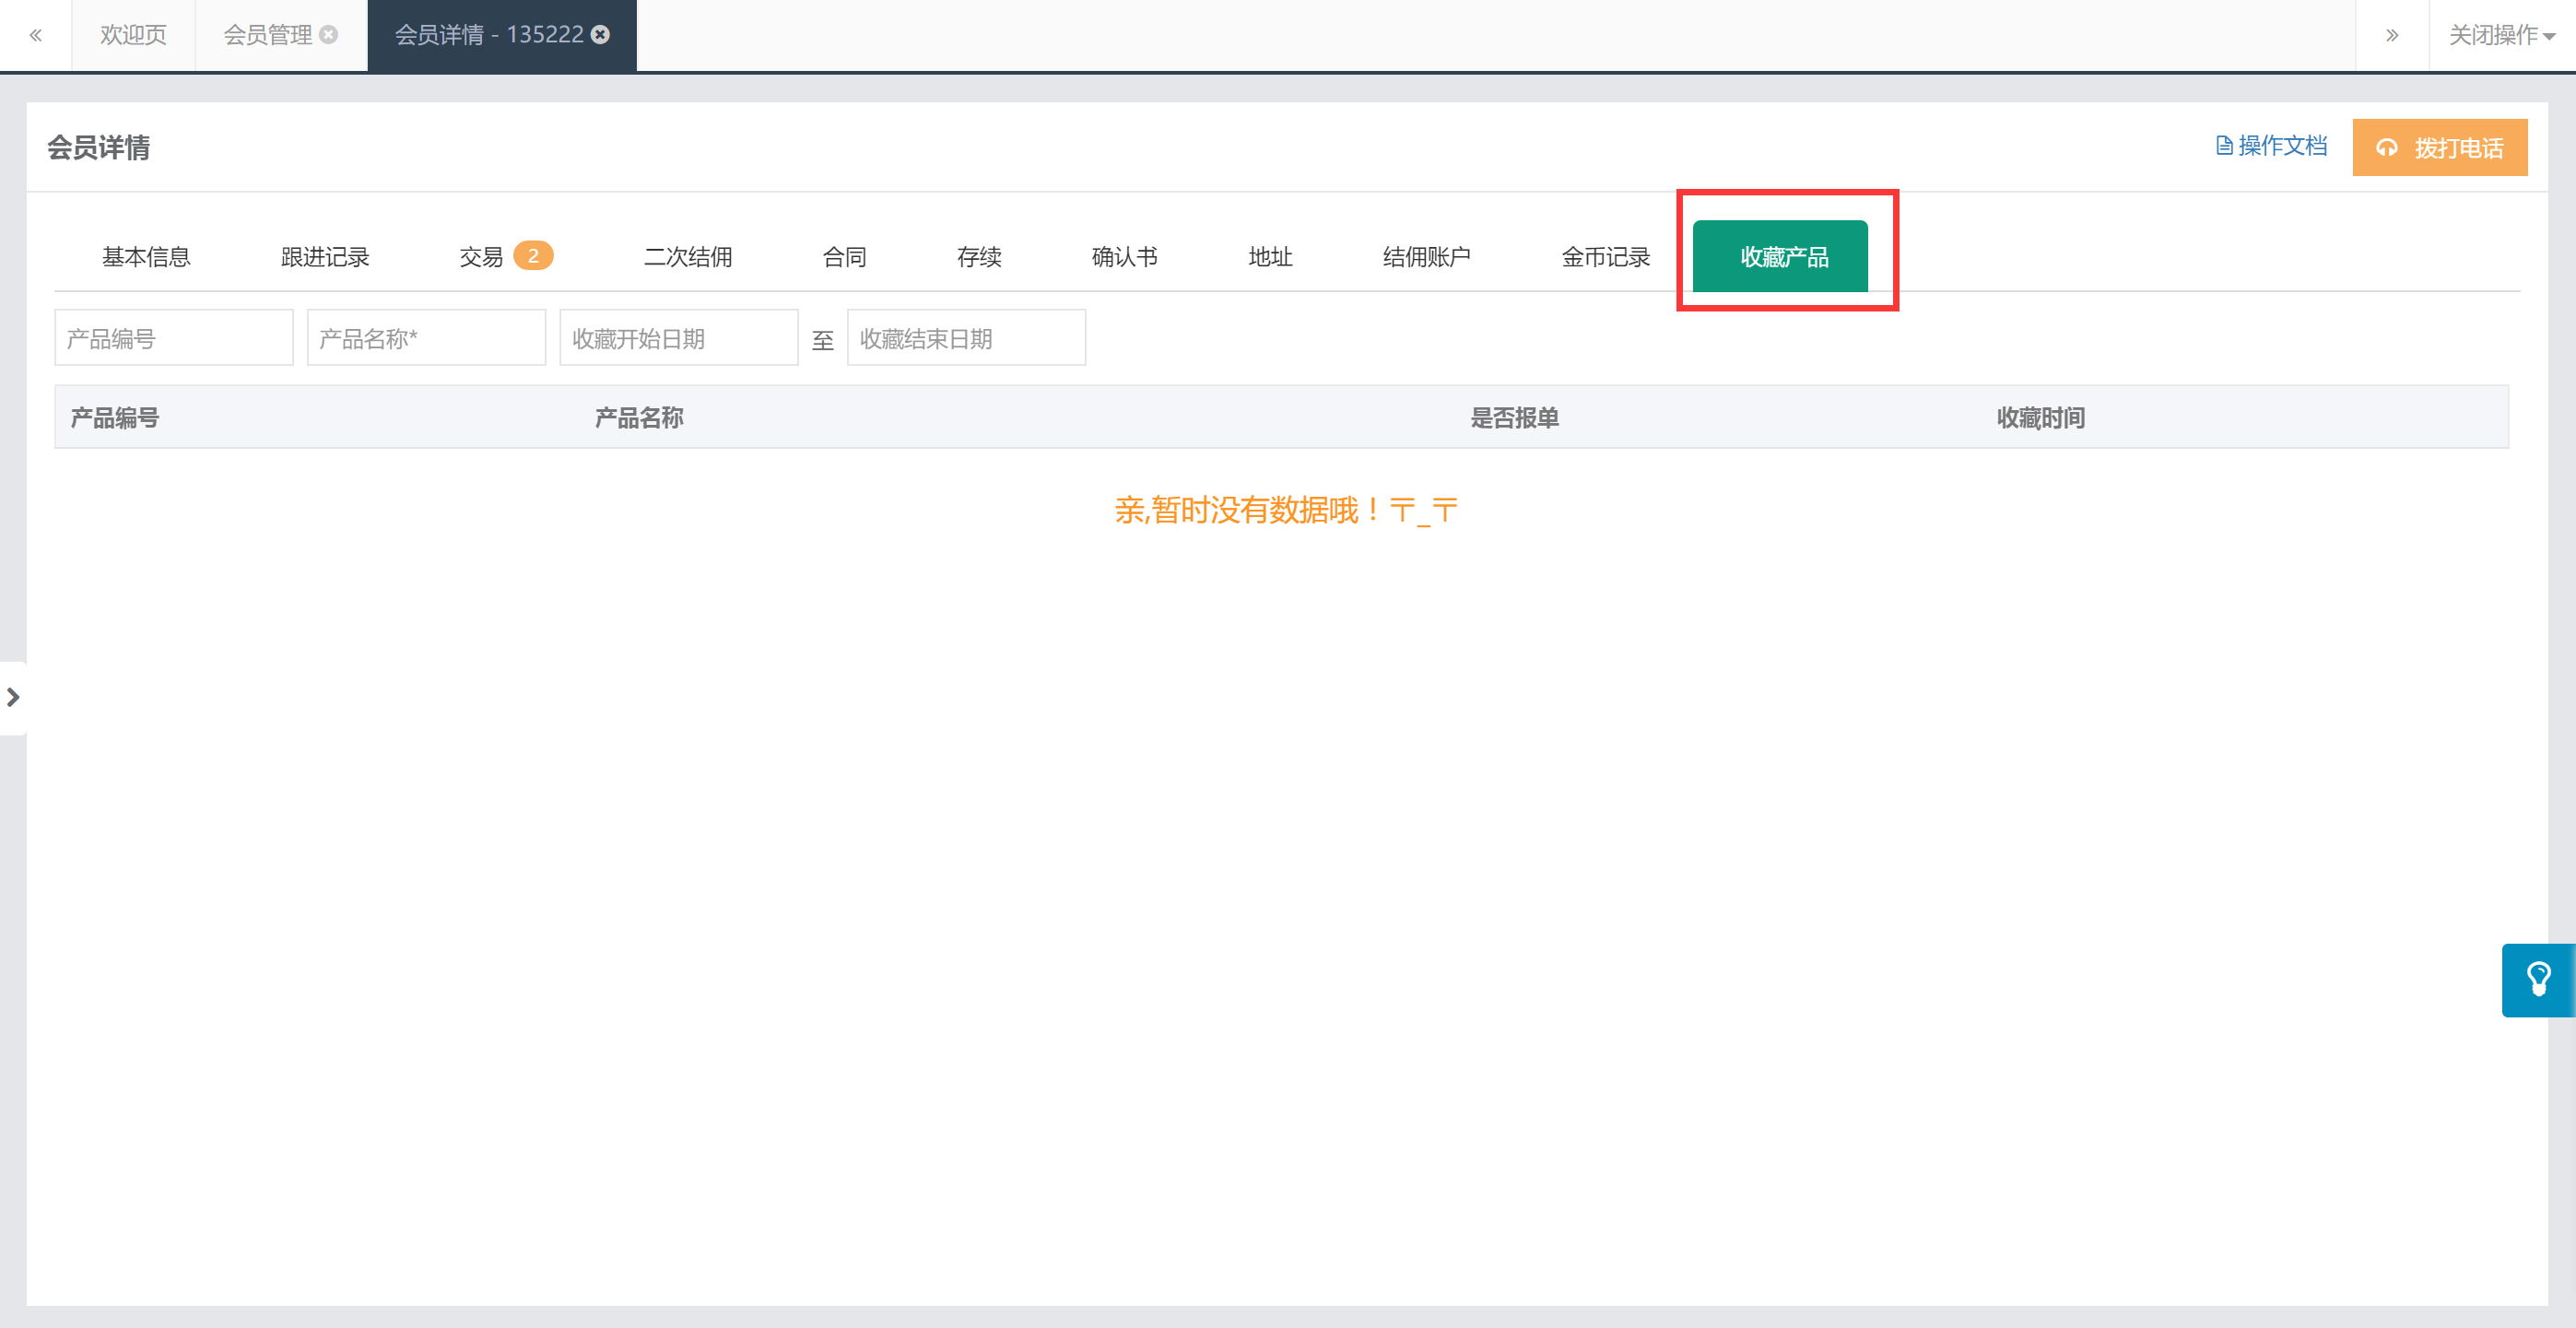 « 欢迎页 会员管理 会员详情 - 135222 » 关闭操作
会员详情 操作文档 拨打电话
基本信息 跟进记录 交易 2 二次结佣 合同 存续 确认书 地址 结佣账户 金币记录 收藏产品
产品编号 产品名称* 收藏开始日期 至 收藏结束日期
产品编号 产品名称 是否报单 收藏时间
亲,暂时没有数据哦！〒_〒